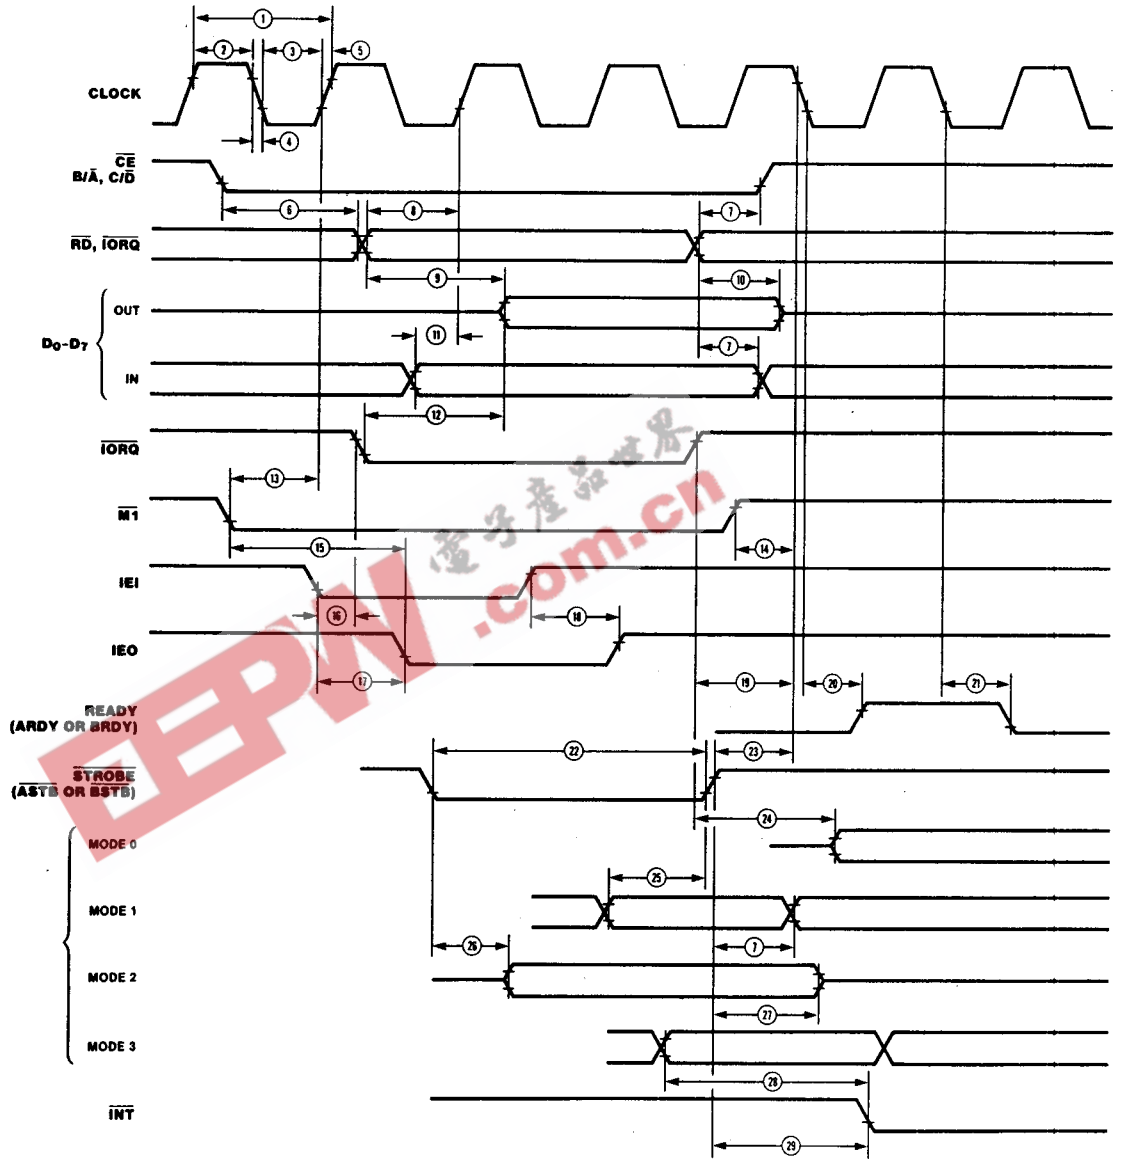 1
2
3
5
CLOCK
4
CE
B/A, C/D
6
8
7
RD, IORQ
9
10
OUT
D0-D7
11
7
IN
12
IORQ
13
M1
電子產品世界
15
14
IEI
EEPW.com.cn
16
18
IEO
17
19
20
21
READY
(ARDY OR BRDY)
22
23
STROBE
(ASTB OR BSTB)
24
MODE 0
25
MODE 1
26
7
MODE 2
27
MODE 3
28
INT
29